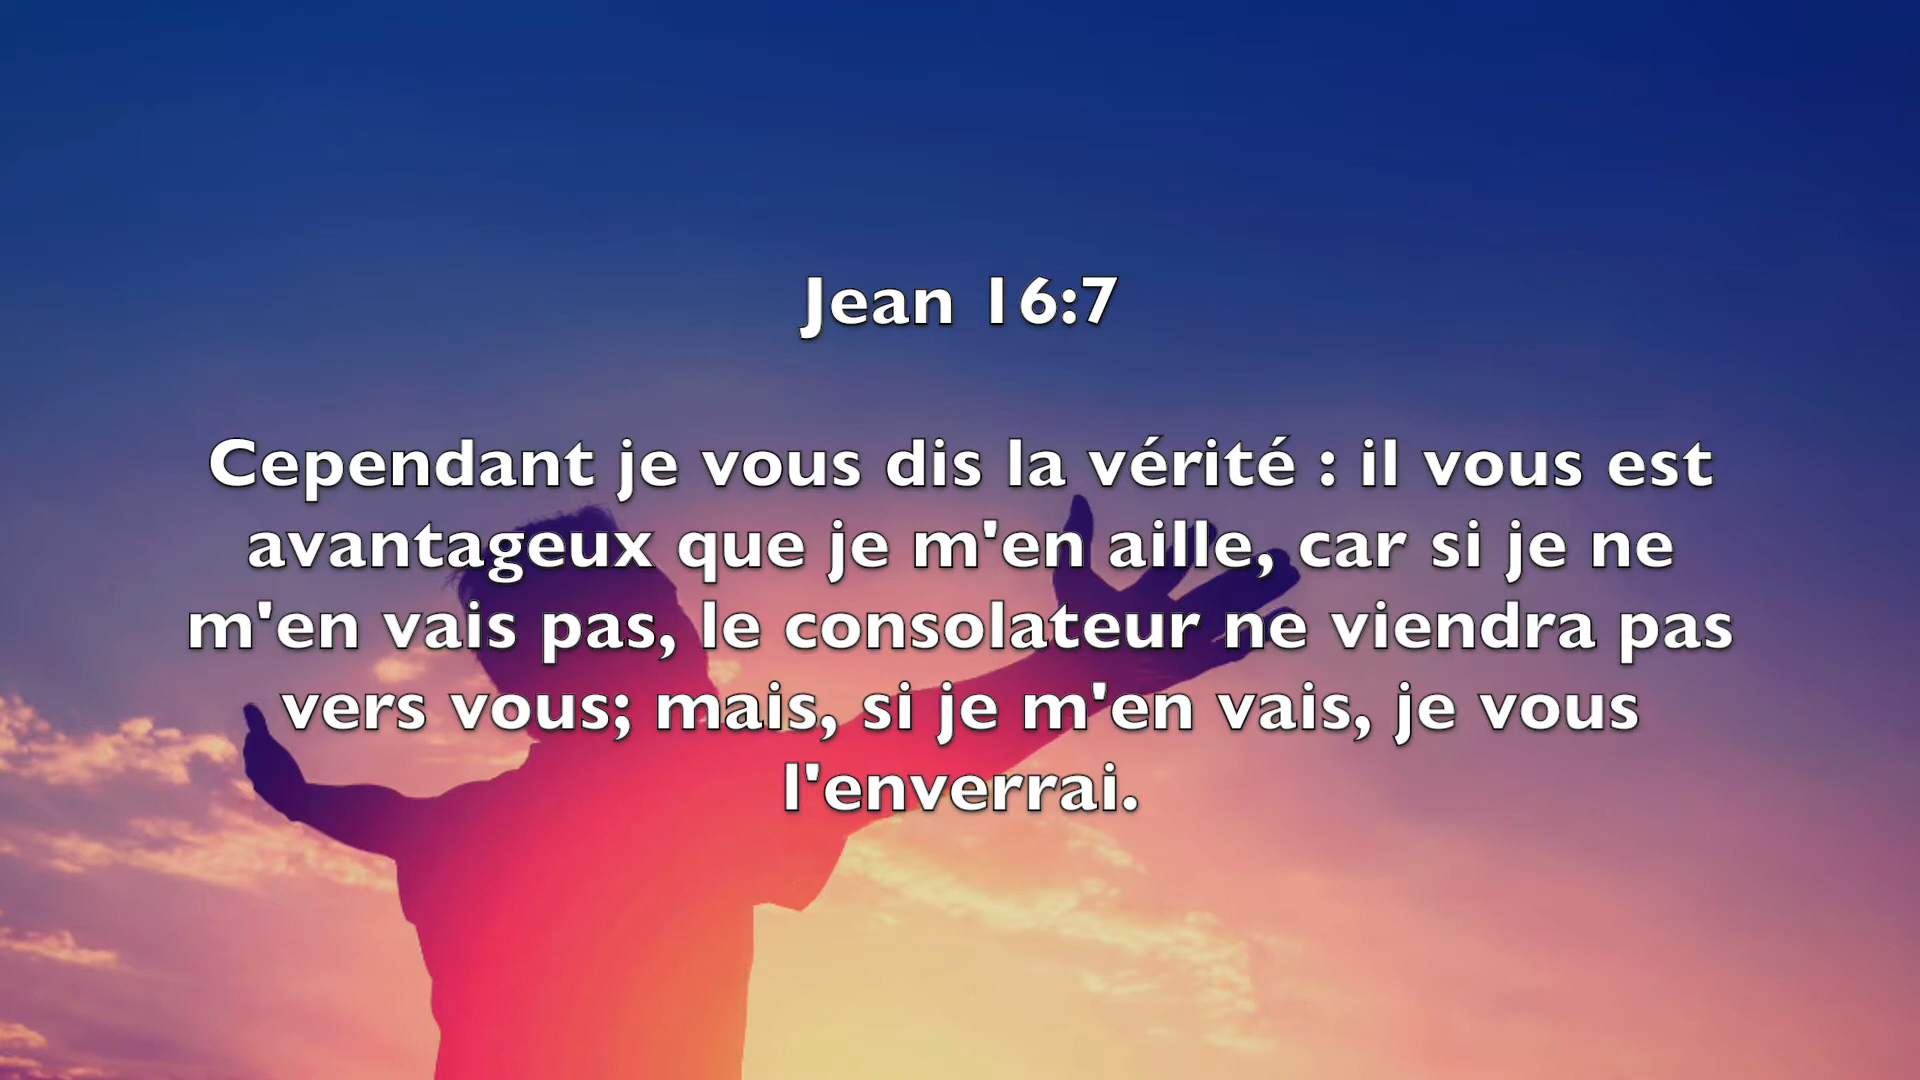 Jean 16:7
Cependant je vous dis la vérité : il vous est
avantageux que je m'en aille, car si je ne
m'en vais pas, le consolateur ne viendra pas
vers vous; mais, si je m'en vais, je vous
l'enverrai.